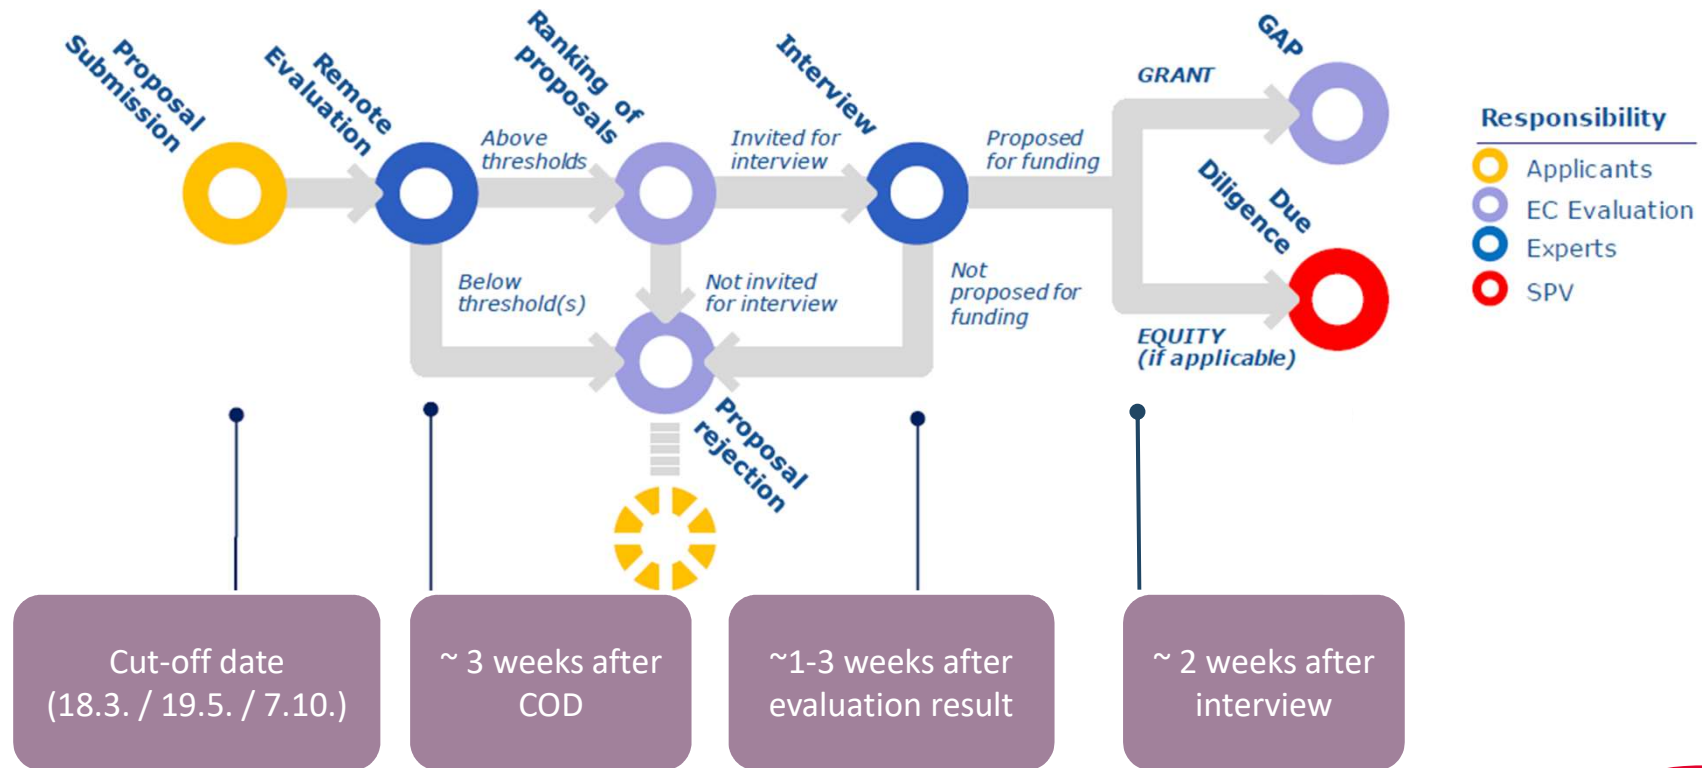 Proposal
Submission
Remote
Evaluation
Above
thresholds
Ranking of
proposals
Invited for
interview
Interview
Proposed
for funding
GRANT
GAP
Due
Diligence
EQUITY
(if applicable)
Below
threshold(s)
Not invited
for interview
Not
proposed for
funding
Proposal
rejection
Responsibility
Applicants
EC Evaluation
Experts
SPV
Cut-off date
(18.3. / 19.5. / 7.10.)
~ 3 weeks after
COD
~1-3 weeks after
evaluation result
~ 2 weeks after
interview